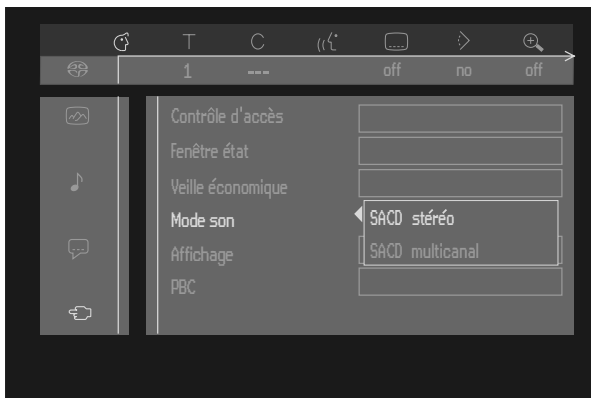 T C
1 --- off no off
Contrôle d'accès
Fenêtre état
Veille économique
Mode son
SACD stéréo
Affichage
SACD multicanal
PBC